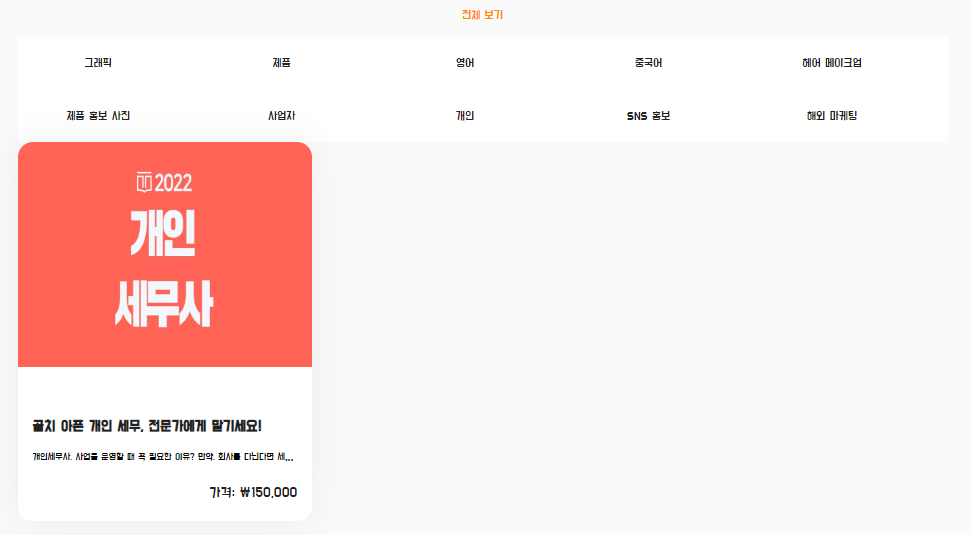 전체 보기
그래픽 제품 영어 중국어 헤어 메이크업
제품 홍보 사진 사업자 개인 SNS 홍보 해외 마케팅
2022
개인
세무사
골치 아픈 개인 세무, 전문가에게 맡기세요!
개인세무사. 사업을 운영할 때 꼭 필요한 이유? 만약. 회사를 다닌다면 세...
가격: ₩150,000